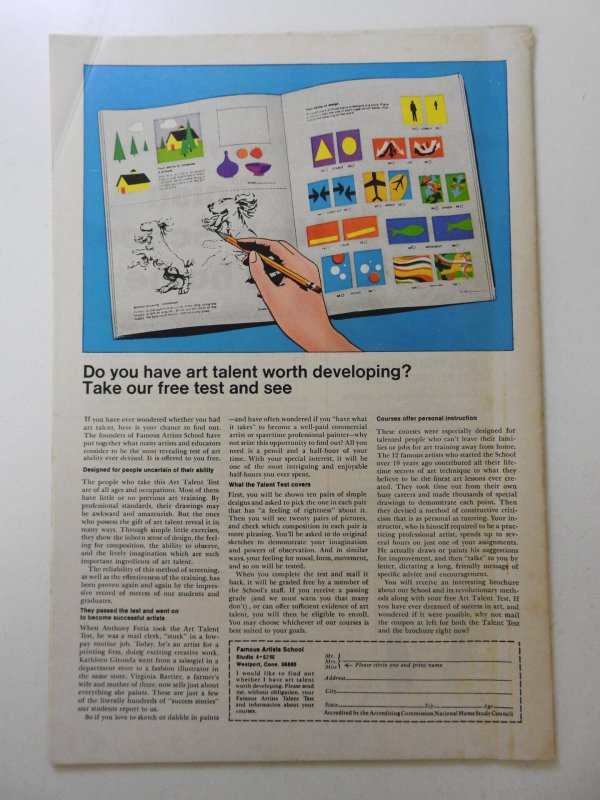 Your sense of design
Your ability to compose
a picture
Do you have art talent worth developing?
Take our free test and see
If you have ever wondered whether you had
art talent, here is your chance to find out.
The founders of Famous Artists School have
put together what many artists and educators
consider to be the most revealing test of art
ability ever devised. It is offered to you free.
Designed for people uncertain of their ability
The people who take this Art Talent Test
are of all ages and occupations. Most of them
have little or no previous art training. By
professional standards, their drawings may
be awkward and amateurish. But the ones
who possess the gift of art talent reveal it in
many ways. Through simple little exercises,
they show the inborn sense of design, the feel-
ing for composition, the ability to observe,
and the lively imagination which are such
important ingredients of art talent.
The reliability of this method of screening,
as well as the effectiveness of the training, has
been proven again and again by the impres-
sive record of success of our students and
graduates.
They passed the test and went on
to become successful artists
When Anthony Fotia took the Art Talent
Test, he was a mail clerk, "stuck" in a low-
pay routine job. Today, he's an artist for a
printing firm, doing exciting creative work.
Kathleen Gironda went from a salesgirl in a
department store to a fashion illustrator in
the same store. Virginia Bartter, a farmer's
wife and mother of three, now sells just about
everything she paints. These are just a few
of the literally hundreds of "success stories"
our students report to us.
So if you love to sketch or dabble in paints
—and have often wondered if you "have what
it takes" to become a well-paid commercial
artist or sparetime professional painter—why
not seize this opportunity to find out? All you
need is a pencil and a half-hour of your
time. With your special interest, it will be
one of the most intriguing and enjoyable
half-hours you ever spent.
What the Talent Test covers
First, you will be shown ten pairs of simple
designs and asked to pick the one in each pair
that has "a feeling of rightness" about it.
Then you will see twenty pairs of pictures,
and check which composition in each pair is
more pleasing. You'll be asked to do original
sketches to demonstrate your imagination
and powers of observation. And in similar
ways, your feeling for mood, form, movement,
and so on will be tested.
When you complete the test and mail it
back, it will be graded free by a member of
the School's staff. If you receive a passing
grade (and we must warn you that many
don't), or can offer sufficient evidence of art
talent, you will then be eligible to enroll.
You may choose whichever of our courses is
best suited to your goals.
Courses offer personal instruction
These courses were especially designed for
talented people who can't leave their fami-
lies or jobs for art training away from home.
The 12 famous artists who started the School
over 19 years ago contributed all their life-
time secrets of art technique to what they
believe to be the finest art lessons ever cre-
ated. They took time out from their own
busy careers and made thousands of special
drawings to demonstrate each point. Then
they devised a method of constructive criti-
cism that is as personal as tutoring. Your in-
structor, who is himself required to be a prac-
ticing professional artist, spends up to sev-
eral hours on just one of your assignments.
He actually draws or paints his suggestions
for improvement, and then "talks" to you by
letter, dictating a long, friendly message of
specific advice and encouragement.
You will receive an interesting brochure
about our School and its revolutionary meth-
ods along with your free Art Talent Test. If
you have ever dreamed of success in art, and
wondered if it were possible, why not mail
the coupon at left for both the Talent Test
and the brochure right now?
Famous Artists School
Studio A-8296
Westport, Conn. 06880
I would like to find out
whether I have art talent
worth developing. Please send
me, without obligation, your
Famous Artists Talent Test
and information about your
courses.
Mr.
Mrs.
Miss
Please circle one and print name
Address
City
State Zip Age
Accredited by the Accrediting Commission National Home Study Council